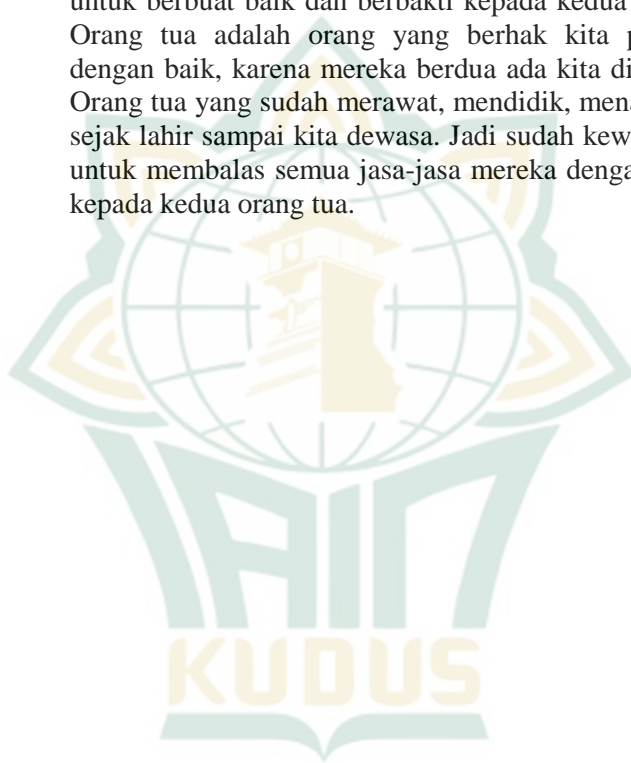 untuk berbuat baik dan berbakti kepada kedua
Orang tua adalah orang yang berhak kita
dengan baik, karena mereka berdua ada kita
Orang tua yang sudah merawat, mendidik,
sejak lahir sampai kita dewasa. Jadi sudah
untuk membalas semua jasa-jasa mereka
kepada kedua orang tua.
IAIN
KUDUS